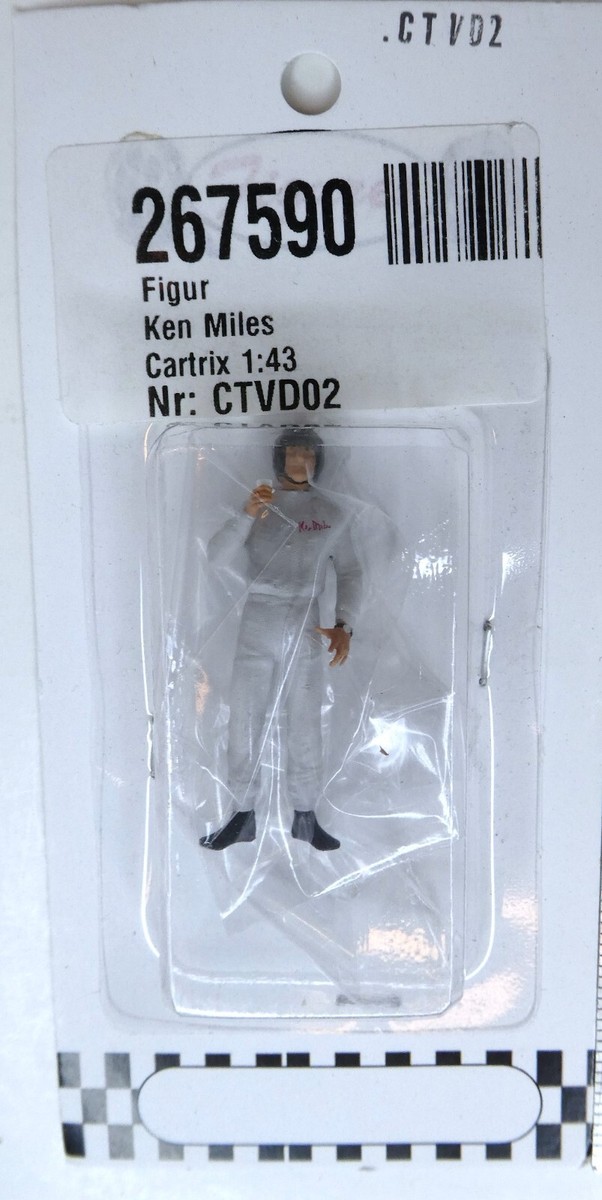 .CTVD2
267590
Figur
Ken Miles
Cartrix 1:43
Nr: CTVD02